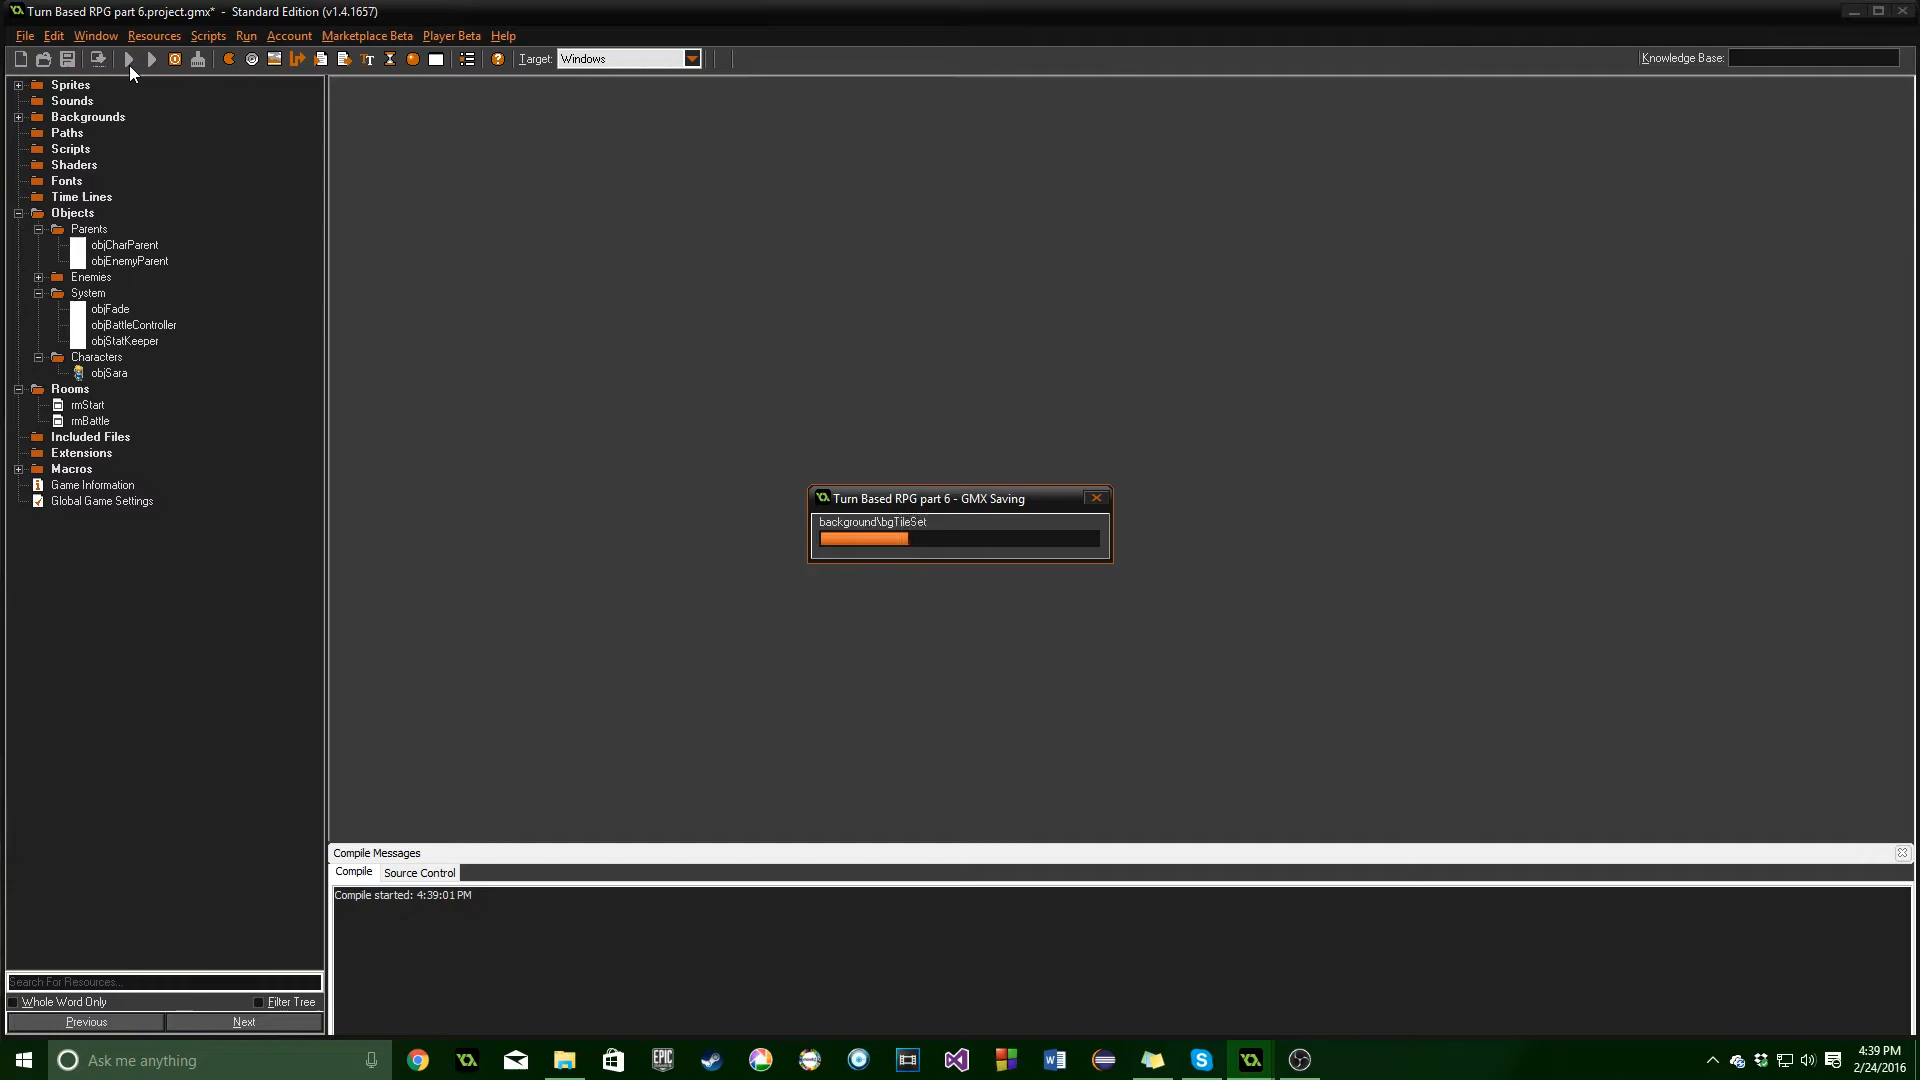 Turn Based RPG part 6.project.gmx* - Standard Edition (v1.4.1657)
File Edit Window Resources Scripts Run Account Marketplace Beta Player Beta Help
Target: Windows Knowledge Base:
Sprites
Sounds
Backgrounds
Paths
Scripts
Shaders
Fonts
Time Lines
Objects
Parents
objCharParent
objEnemyParent
Enemies
System
objFade
objBattleController
objStatKeeper
Characters
objSara
Rooms
rmStart
rmBattle
Included Files
Extensions
Macros
Game Information
Global Game Settings
Turn Based RPG part 6 - GMX Saving
background\bgTileSet
Compile Messages
Compile Source Control
Compile started: 4:39:01 PM
Search For Resources...
Whole Word Only Filter Tree
Previous Next
Ask me anything
EPIC
4:39 PM
2/24/2016